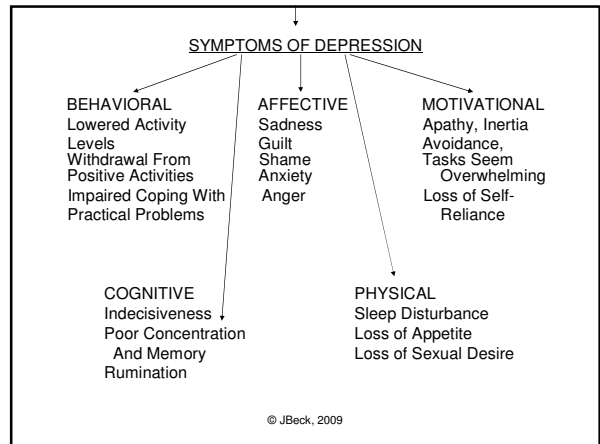 SYMPTOMS OF DEPRESSION
BEHAVIORAL
Lowered Activity
Levels
Withdrawal From
Positive Activities
Impaired Coping With
Practical Problems
AFFECTIVE
Sadness
Guilt
Shame
Anxiety
Anger
MOTIVATIONAL
Apathy, Inertia
Avoidance,
Tasks Seem
Overwhelming
Loss of Self-
Reliance
COGNITIVE
Indecisiveness
Poor Concentration
And Memory
Rumination
PHYSICAL
Sleep Disturbance
Loss of Appetite
Loss of Sexual Desire
© JBeck, 2009